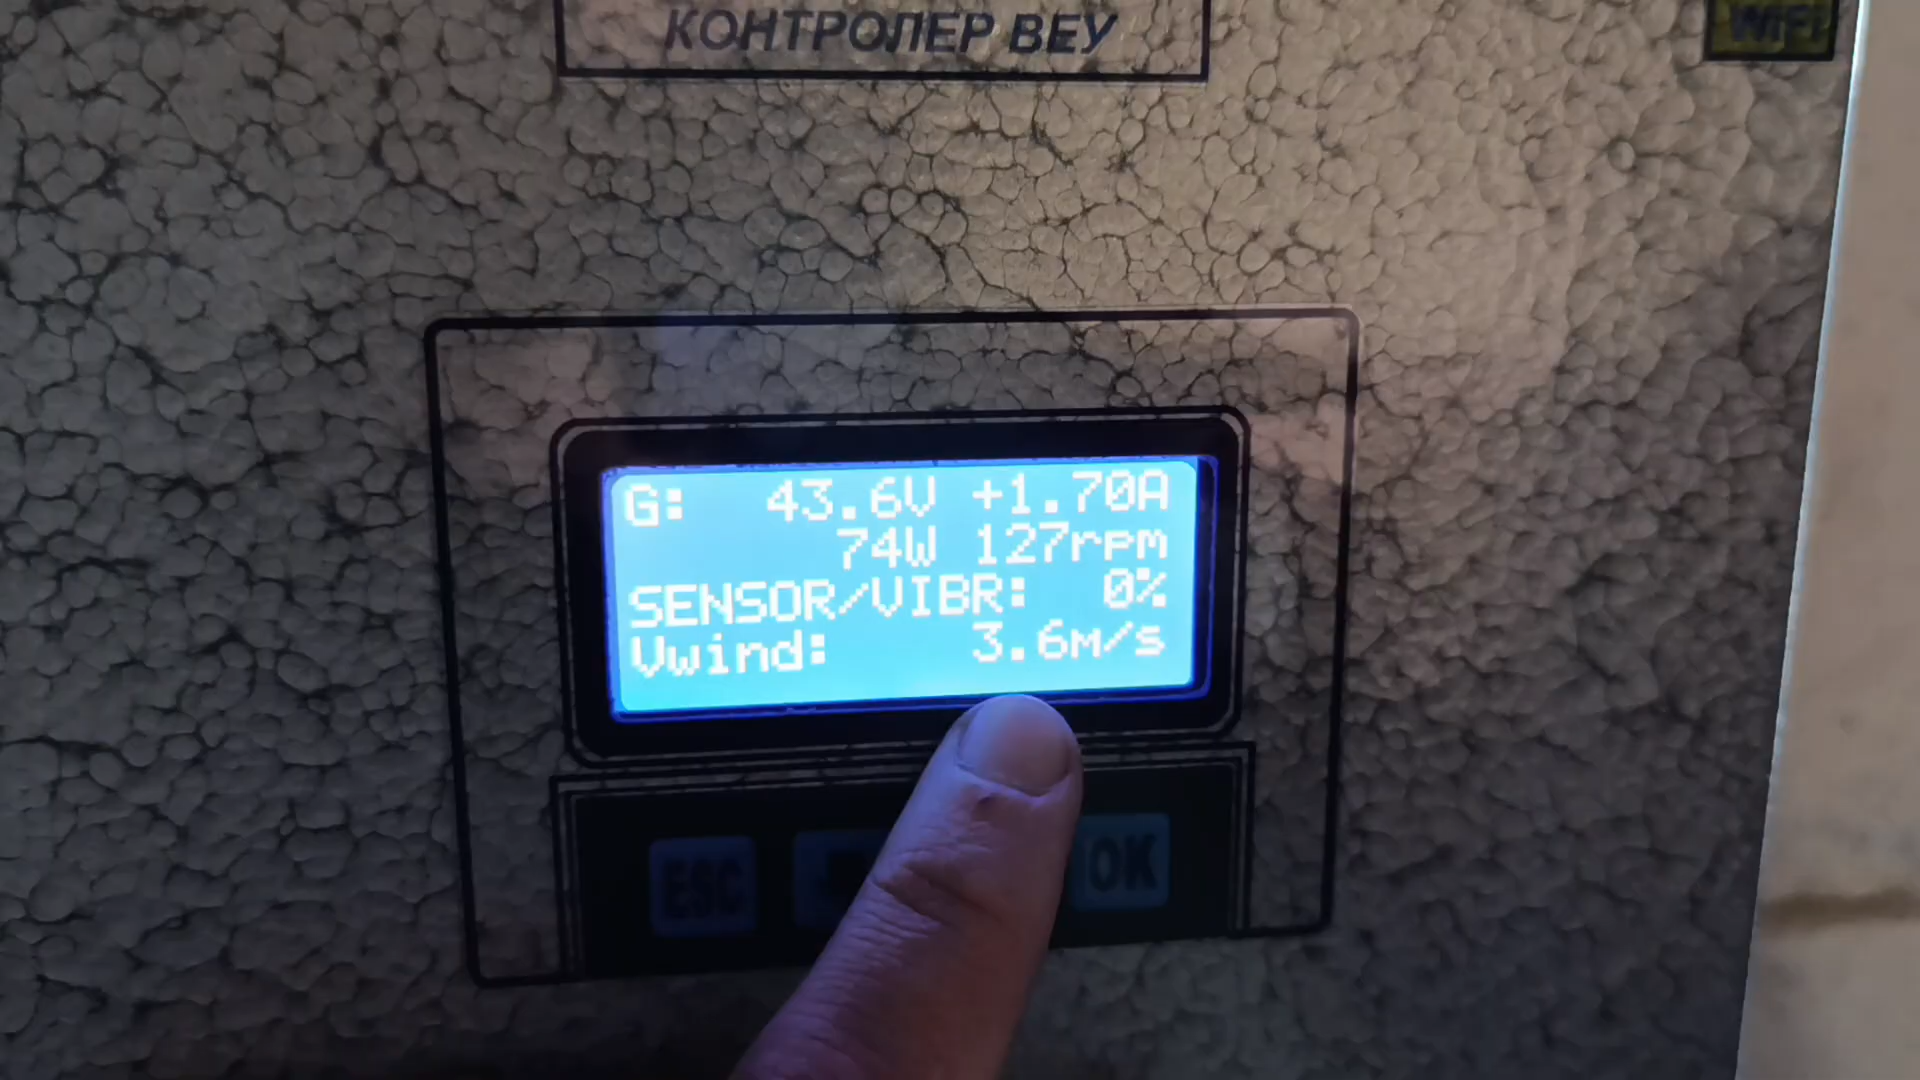 КОНТРОЛЕР ВЕУ
WIFI
G: 43.6V +1.70A
74W 127rpm
SENSOR/VIBR: 0%
Vwind: 3.6м/s
ESC
OK